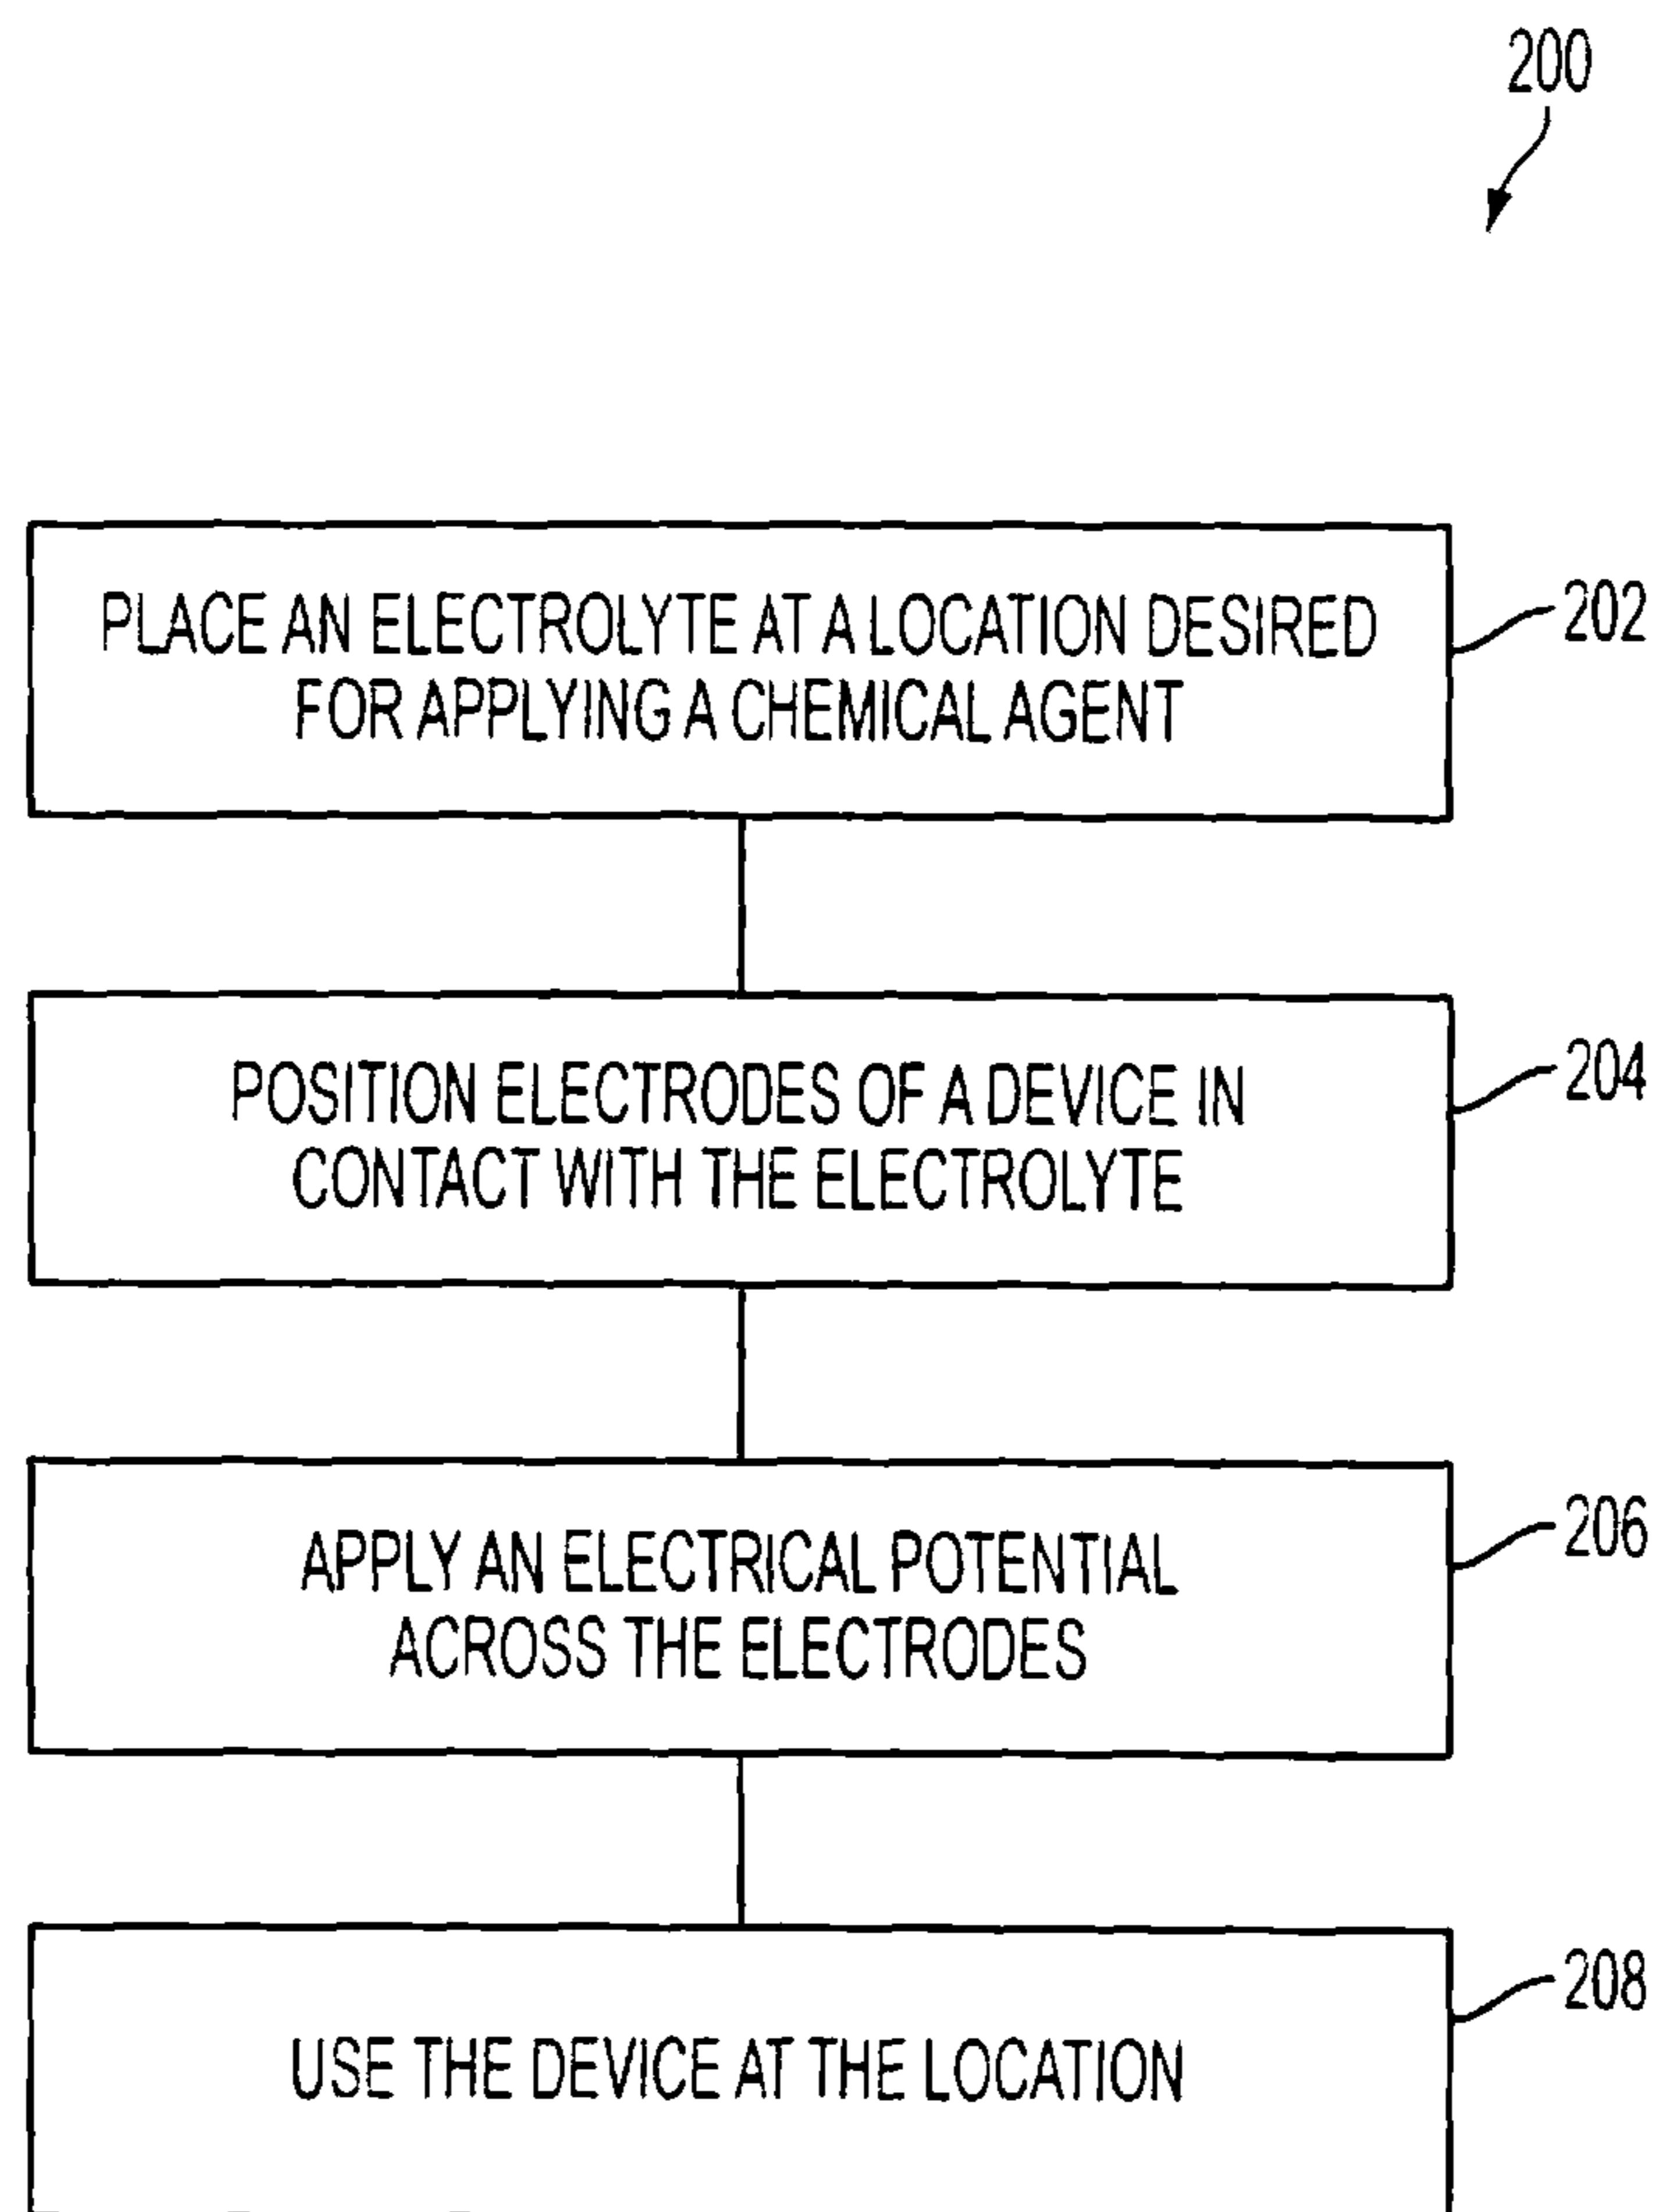 200
PLACE AN ELECTROLYTE AT A LOCATION DESIRED
FOR APPLYING A CHEMICAL AGENT
202
POSITION ELECTRODES OF A DEVICE IN
CONTACT WITH THE ELECTROLYTE
204
APPLY AN ELECTRICAL POTENTIAL
ACROSS THE ELECTRODES
206
USE THE DEVICE AT THE LOCATION
208